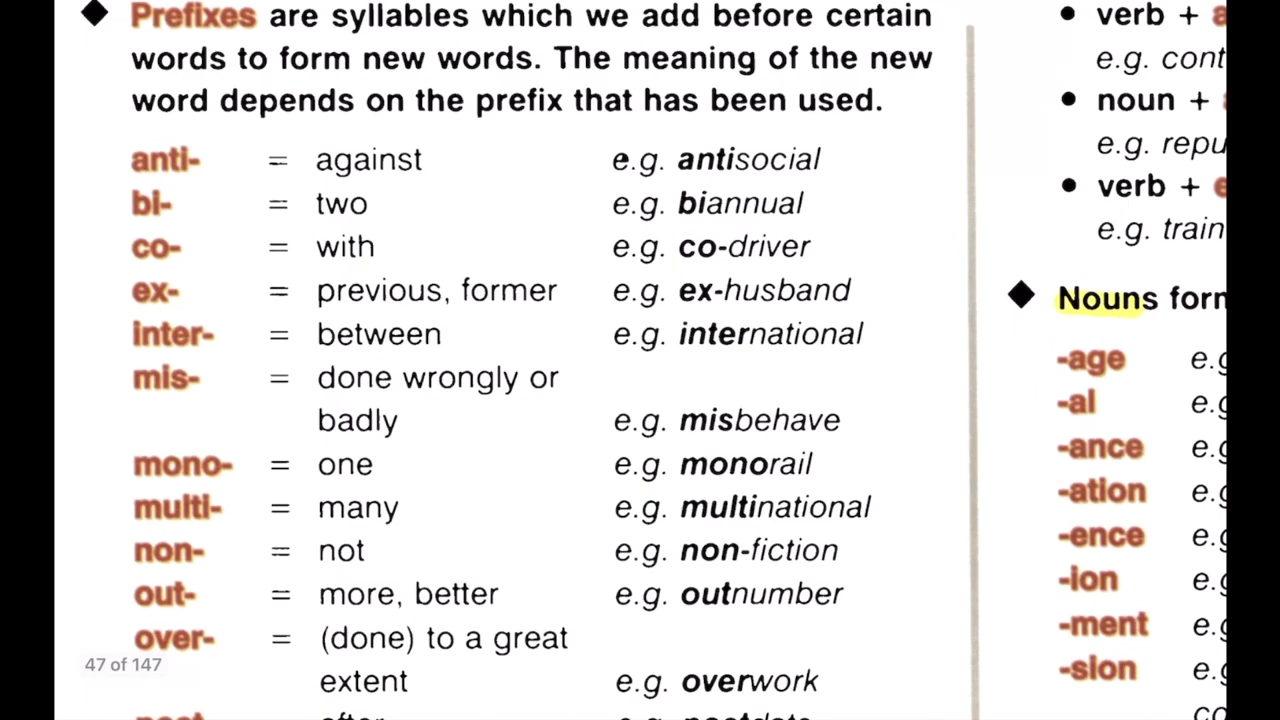 Prefixes are syllables which we add before certain
words to form new words. The meaning of the new
word depends on the prefix that has been used.
anti- = against e.g. antisocial
bi- = two e.g. biannual
co- = with e.g. co-driver
ex- = previous, former e.g. ex-husband
inter- = between e.g. international
mis- = done wrongly or
badly e.g. misbehave
mono- = one e.g. monorail
multi- = many e.g. multinational
non- = not e.g. non-fiction
out- = more, better e.g. outnumber
over- = (done) to a great
extent e.g. overwork
47 of 147
• verb +
e.g.
• noun +
e.g.
• verb +
e.g. train
Nouns
-age
-al
-ance
-ation
-ence
-ion
-ment
-sion